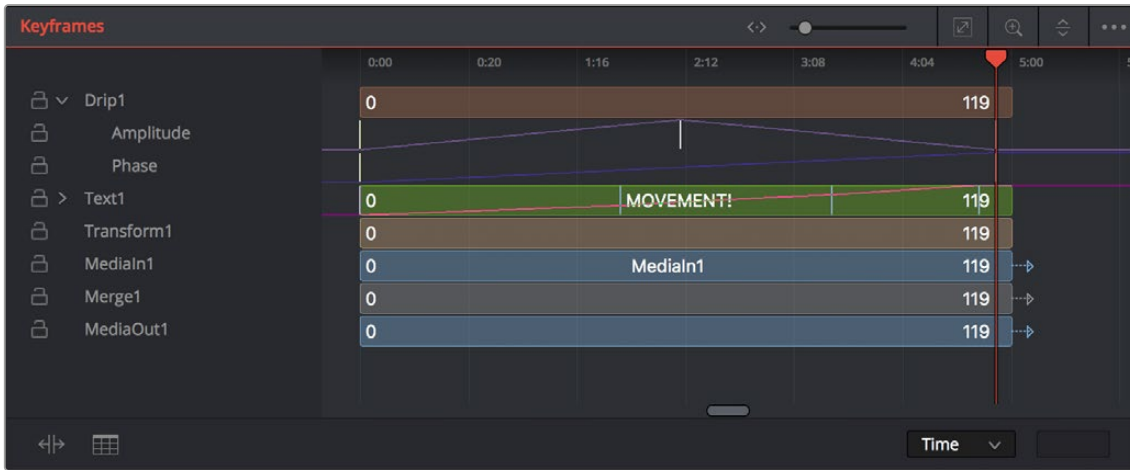 Keyframes
0:00 0:20 1:16 2:12 3:08 4:04 5:00
Drip1 0 119
Amplitude
Phase
Text1 0 MOVEMENT! 119
Transform1 0 119
MediaIn1 0 MediaIn1 119
Merge1 0 119
MediaOut1 0 119
Time